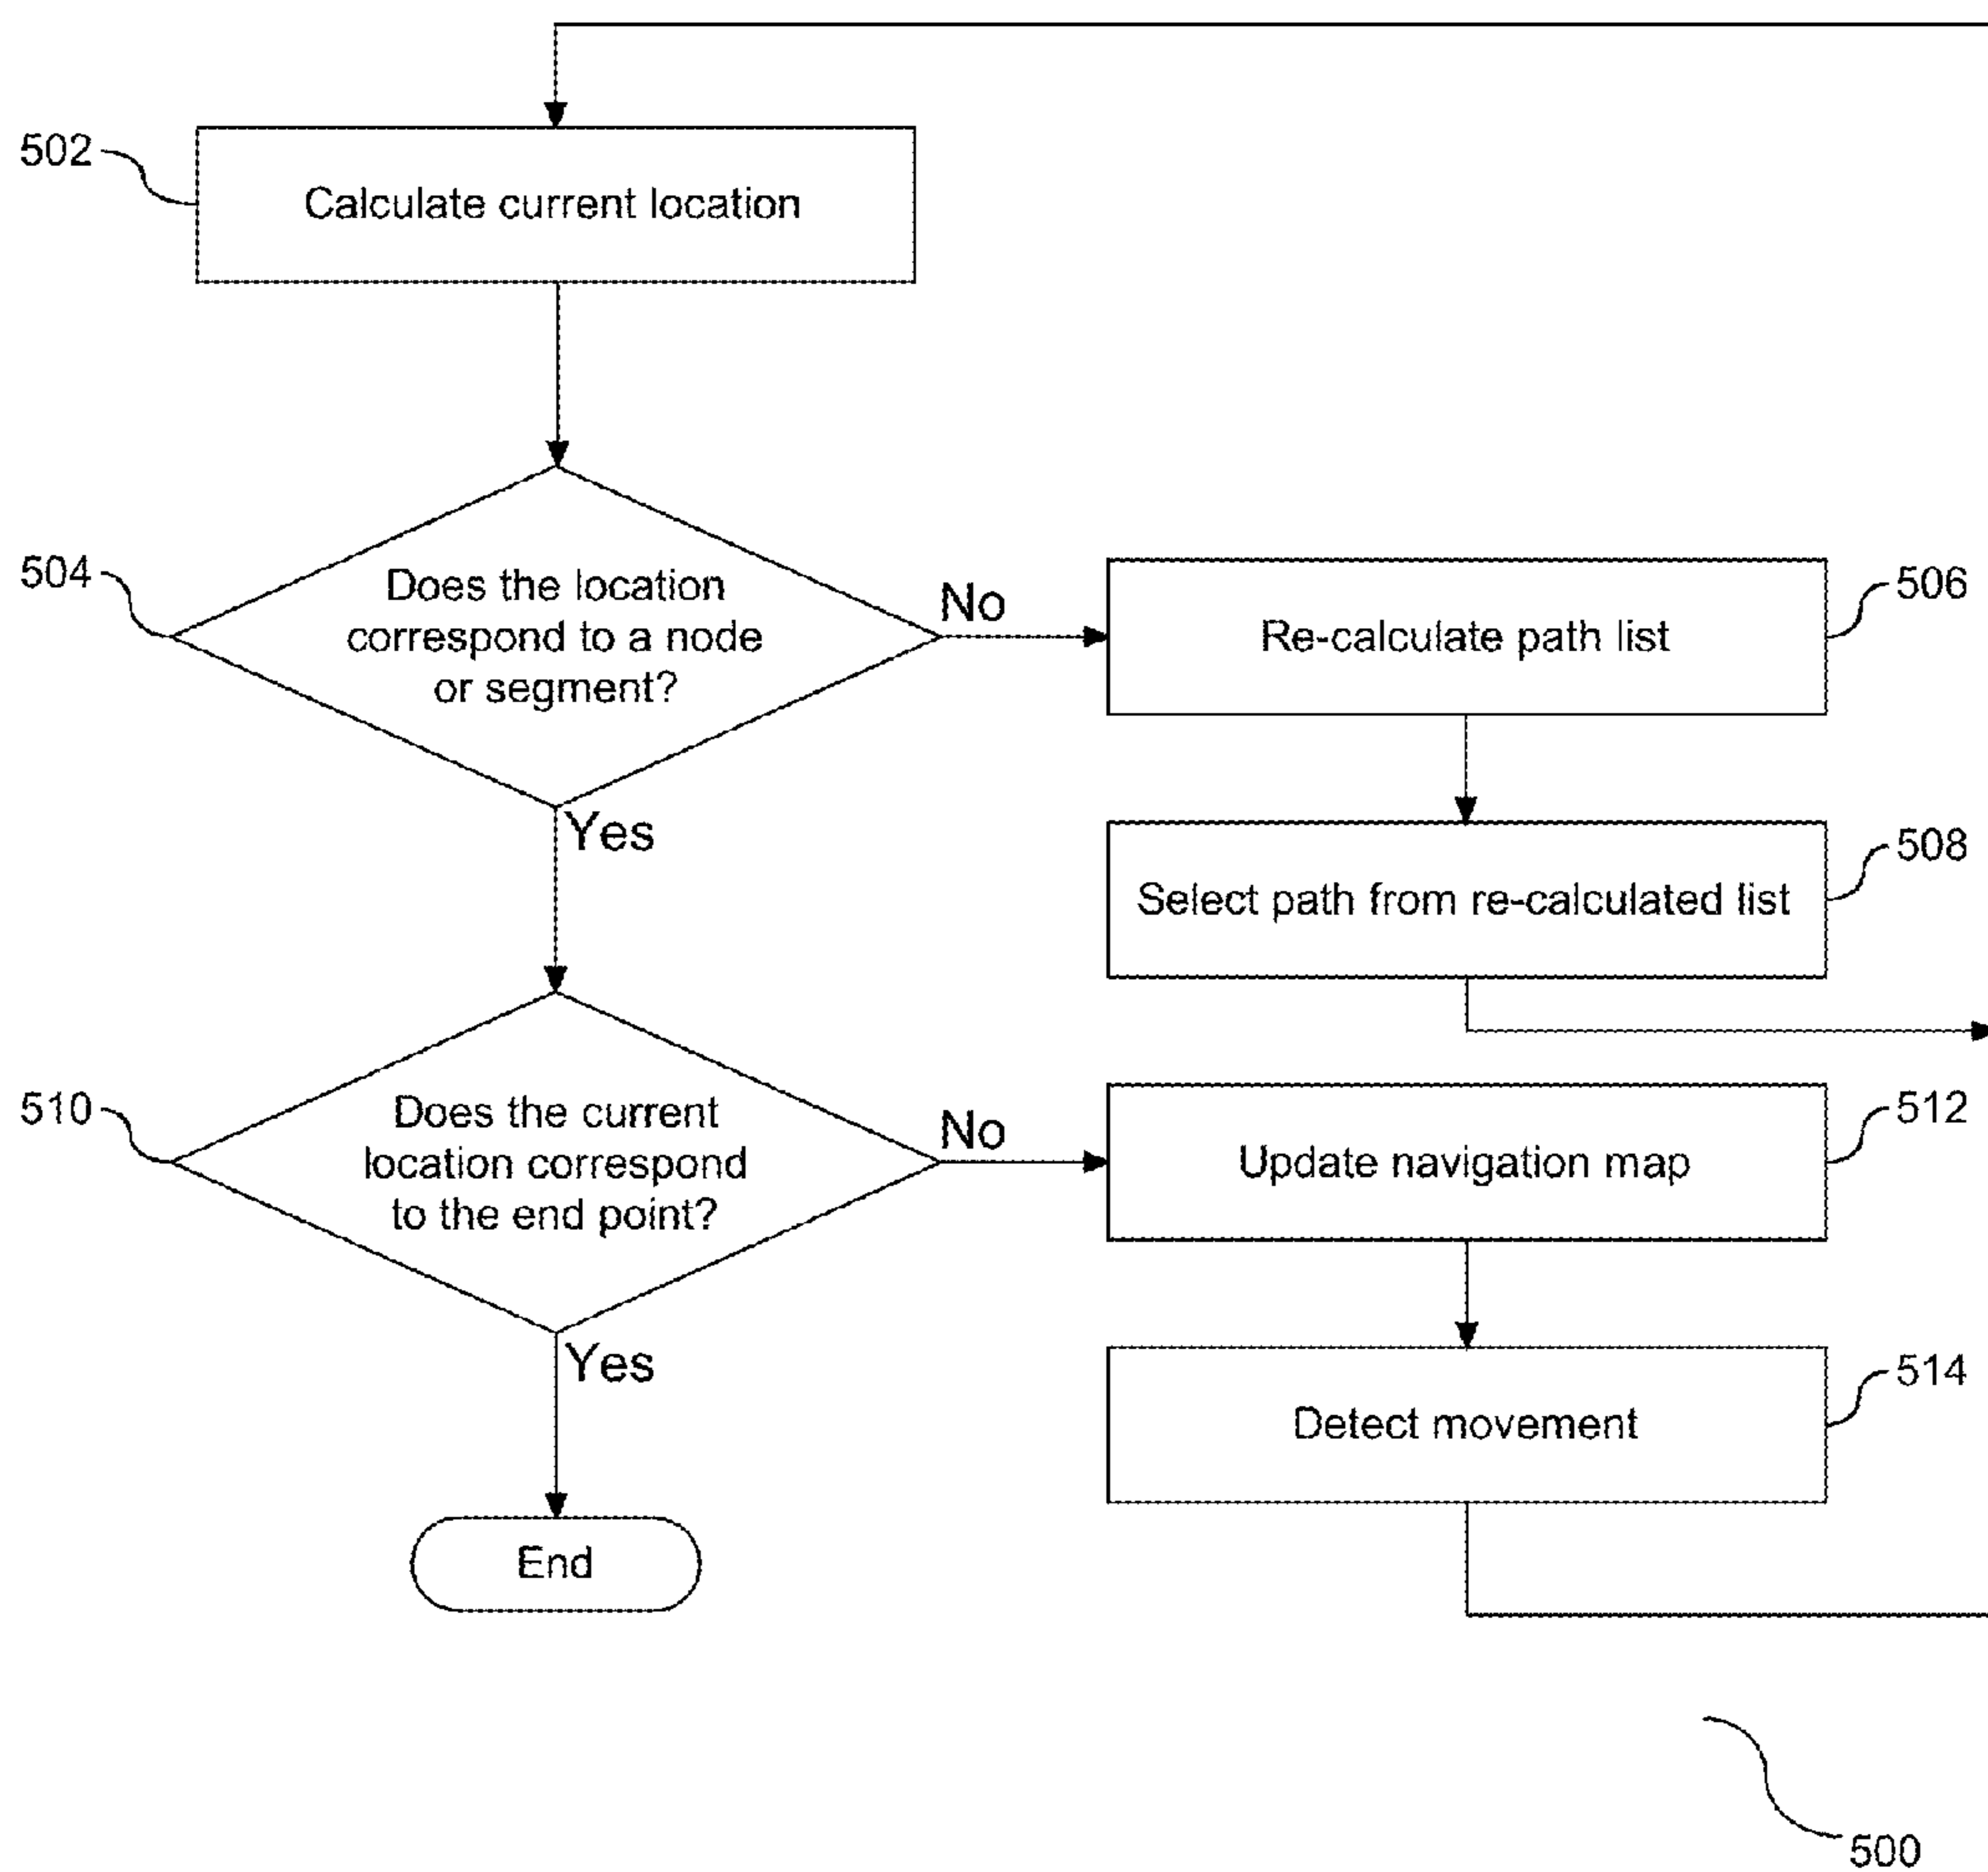 502
Calculate current location
504
Does the location
correspond to a node
or segment?
No
Yes
506
Re-calculate path list
508
Select path from re-calculated list
510
Does the current
location correspond
to the end point?
No
Yes
512
Update navigation map
514
Detect movement
End
500